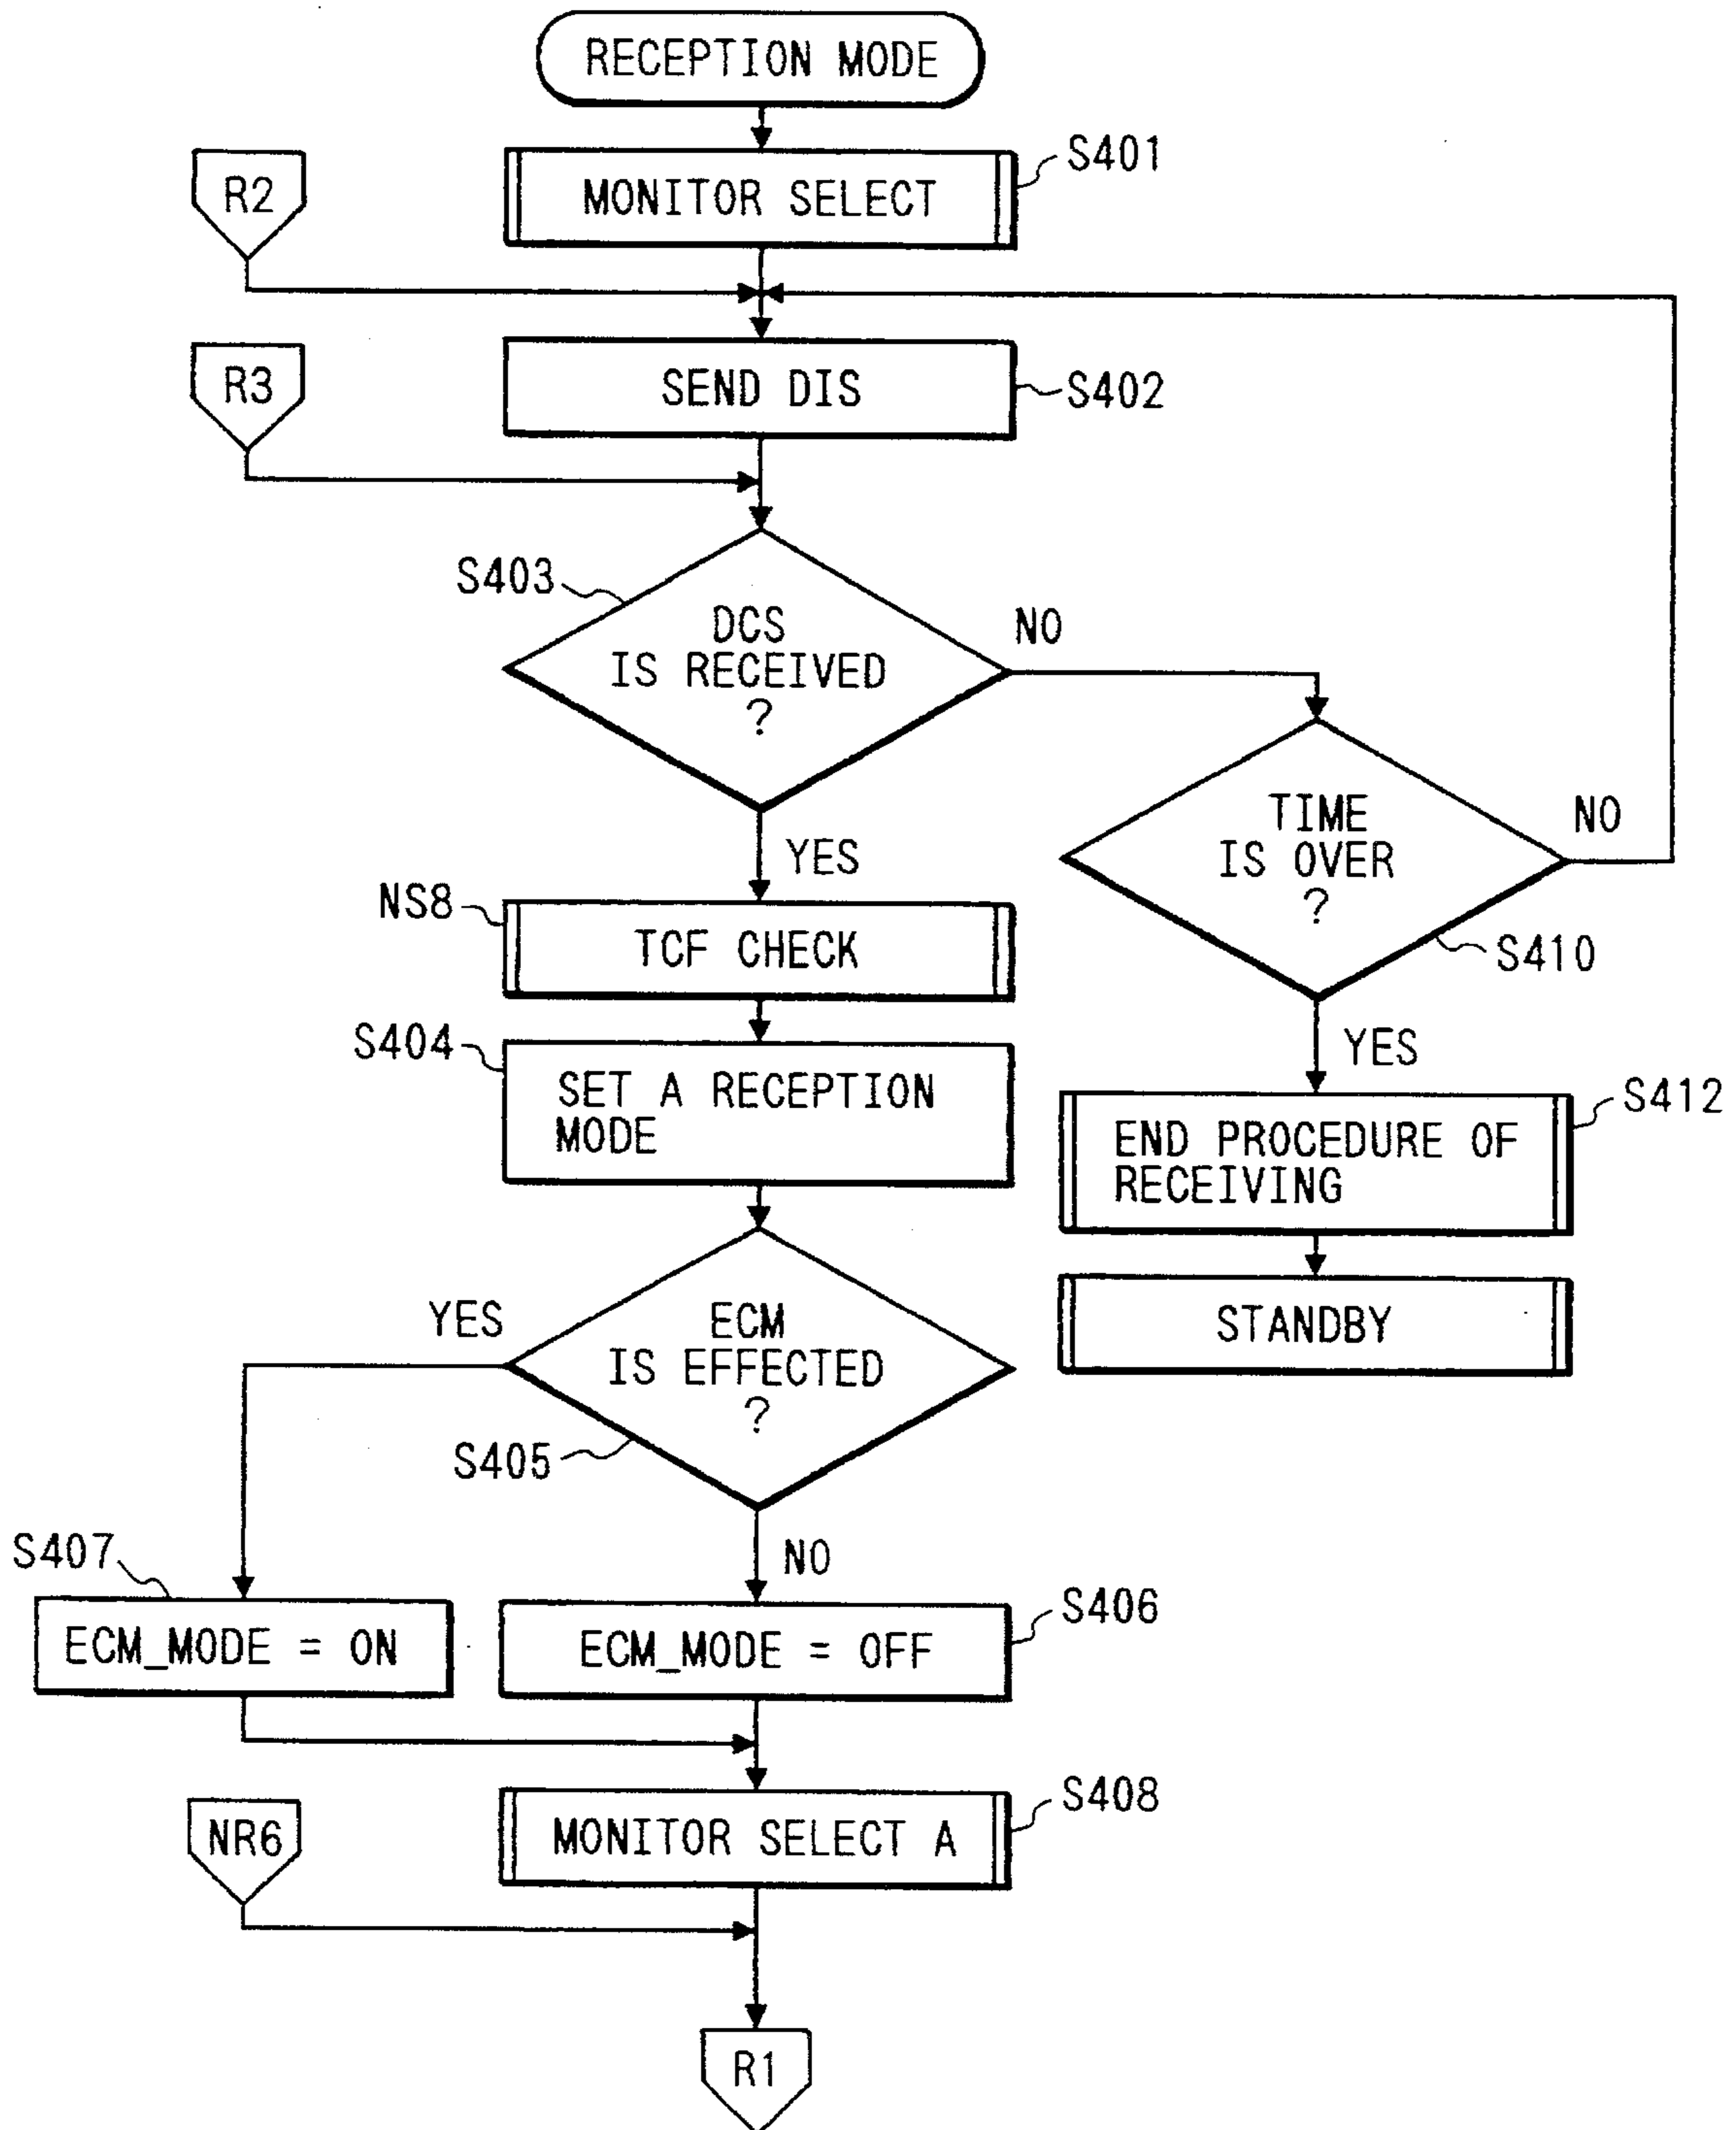 RECEPTION MODE
S401
MONITOR SELECT
R2
SEND DIS
S402
R3
S403
DCS
IS RECEIVED
?
NO
YES
TIME
IS OVER
?
NO
S410
YES
NS8
TCF CHECK
S404
SET A RECEPTION
MODE
S412
END PROCEDURE OF
RECEIVING
STANDBY
YES
ECM
IS EFFECTED
?
S405
NO
S407
ECM_MODE = ON
S406
ECM_MODE = OFF
S408
MONITOR SELECT A
NR6
R1